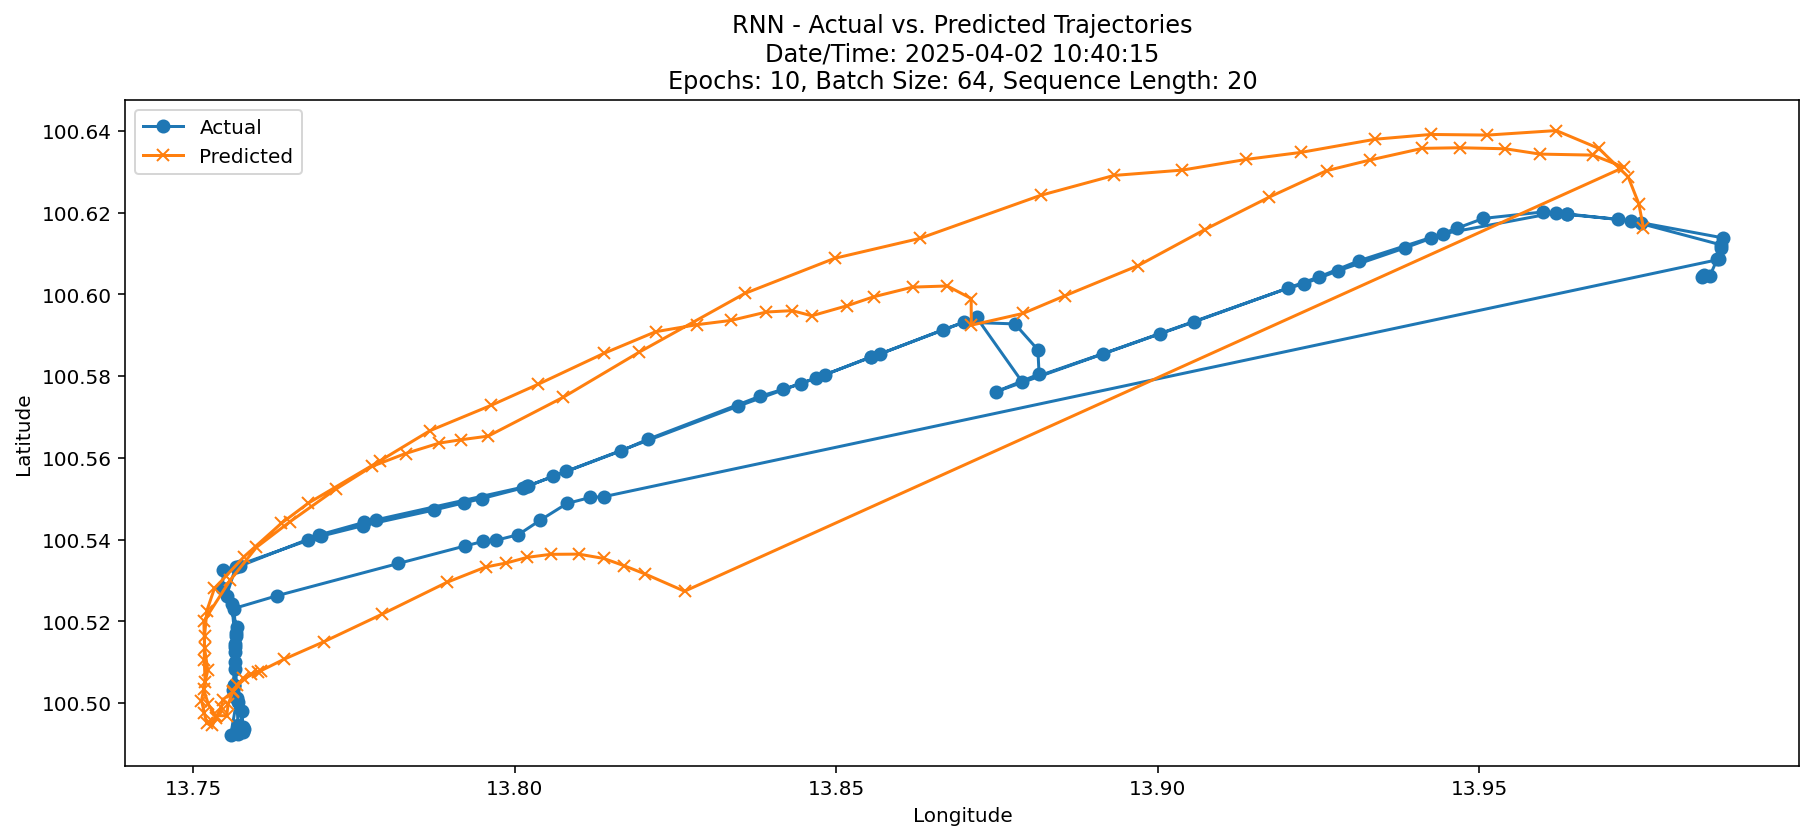 RNN - Actual vs. Predicted Trajectories
Date/Time: 2025-04-02 10:40:15
Epochs: 10, Batch Size: 64, Sequence Length: 20
Actual
Predicted
100.64
100.62
100.60
100.58
100.56
100.54
100.52
100.50
Latitude
13.75
13.80
13.85
13.90
13.95
Longitude